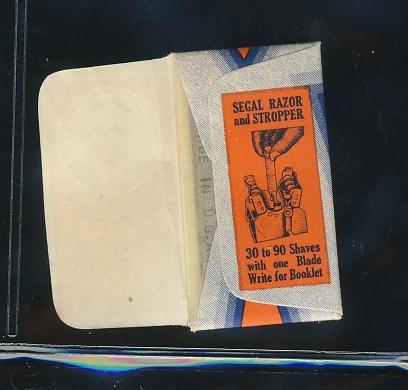 SEGAL RAZOR
and STROPPER
30 to 90 Shaves
with one Blade
Write for Booklet